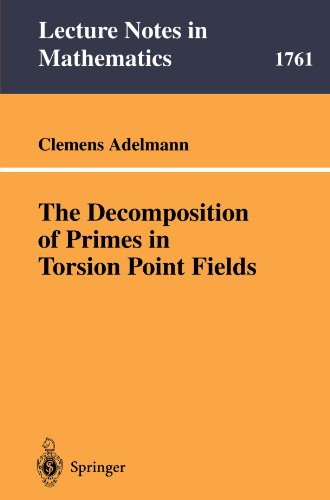 Lecture Notes in
Mathematics 1761
Clemens Adelmann
The Decomposition
of Primes in
Torsion Point Fields
Springer